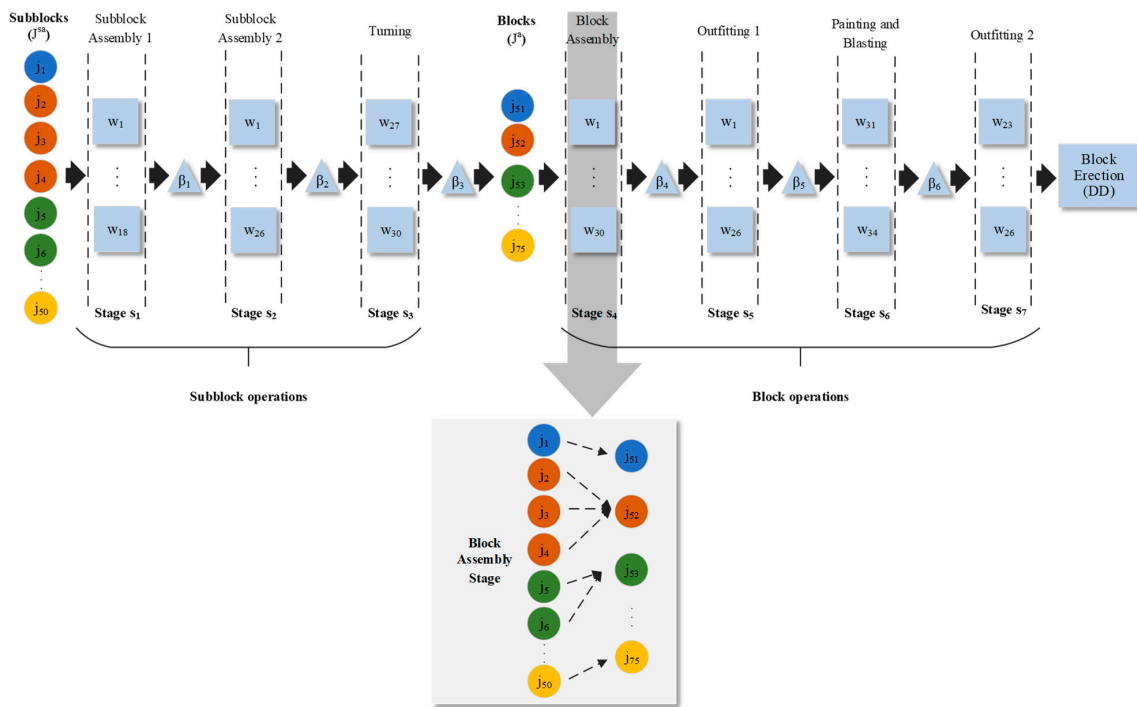 Subblocks
(Jˢᵃ)
Subblock
Assembly 1
Subblock
Assembly 2
Turning
Blocks
(Jᵃ)
Block
Assembly
Outfitting 1
Painting and
Blasting
Outfitting 2
j₁
j₂
j₃
j₄
j₅
j₆
⋮
j₅₀
w₁
⋮
w₁₈
β₁
w₁
⋮
w₂₆
β₂
w₂₇
⋮
w₃₀
β₃
j₅₁
j₅₂
j₅₃
⋮
j₇₅
w₁
⋮
w₃₀
β₄
w₁
⋮
w₂₆
β₅
w₃₁
⋮
w₃₄
β₆
w₂₃
⋮
w₂₆
Block
Erection
(DD)
Stage s₁
Stage s₂
Stage s₃
Stage s₄
Stage s₅
Stage s₆
Stage s₇
Subblock operations
Block operations
Block
Assembly
Stage
j₁
j₂
j₃
j₄
j₅
j₆
⋮
j₅₀
j₅₁
j₅₂
j₅₃
⋮
j₇₅